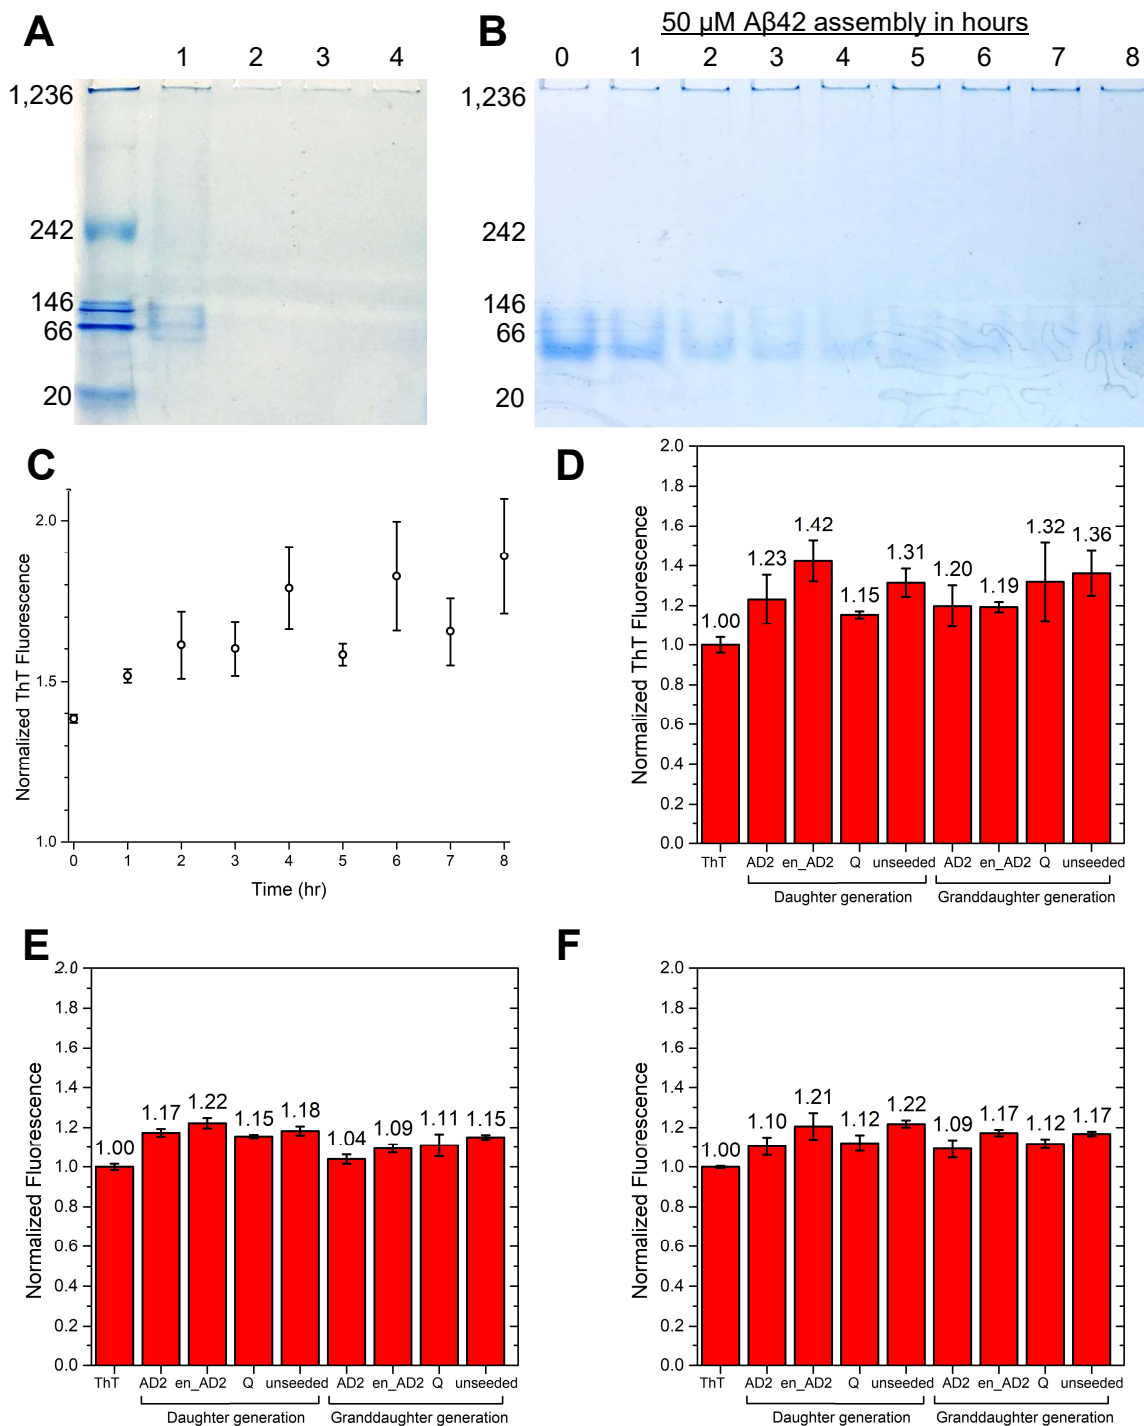 A
1 2 3 4
1,236
242
146
66
20
B
50 µM Aβ42 assembly in hours
0 1 2 3 4 5 6 7 8
1,236
242
146
66
20
C
Normalized ThT Fluorescence
2.0
1.5
1.0
0 1 2 3 4 5 6 7 8
Time (hr)
D
Normalized ThT Fluorescence
2.0
1.8
1.6
1.4
1.2
1.0
0.8
0.6
0.4
0.2
0.0
1.00 1.23 1.42 1.15 1.31 1.20 1.19 1.32 1.36
ThT AD2 en_AD2 Q unseeded AD2 en_AD2 Q unseeded
Daughter generation Granddaughter generation
E
Normalized Fluorescence
2.0
1.8
1.6
1.4
1.2
1.0
0.8
0.6
0.4
0.2
0.0
1.00 1.17 1.22 1.15 1.18 1.04 1.09 1.11 1.15
ThT AD2 en_AD2 Q unseeded AD2 en_AD2 Q unseeded
Daughter generation Granddaughter generation
F
Normalized Fluorescence
2.0
1.8
1.6
1.4
1.2
1.0
0.8
0.6
0.4
0.2
0.0
1.00 1.10 1.21 1.12 1.22 1.09 1.17 1.12 1.17
ThT AD2 en_AD2 Q unseeded AD2 en_AD2 Q unseeded
Daughter generation Granddaughter generation